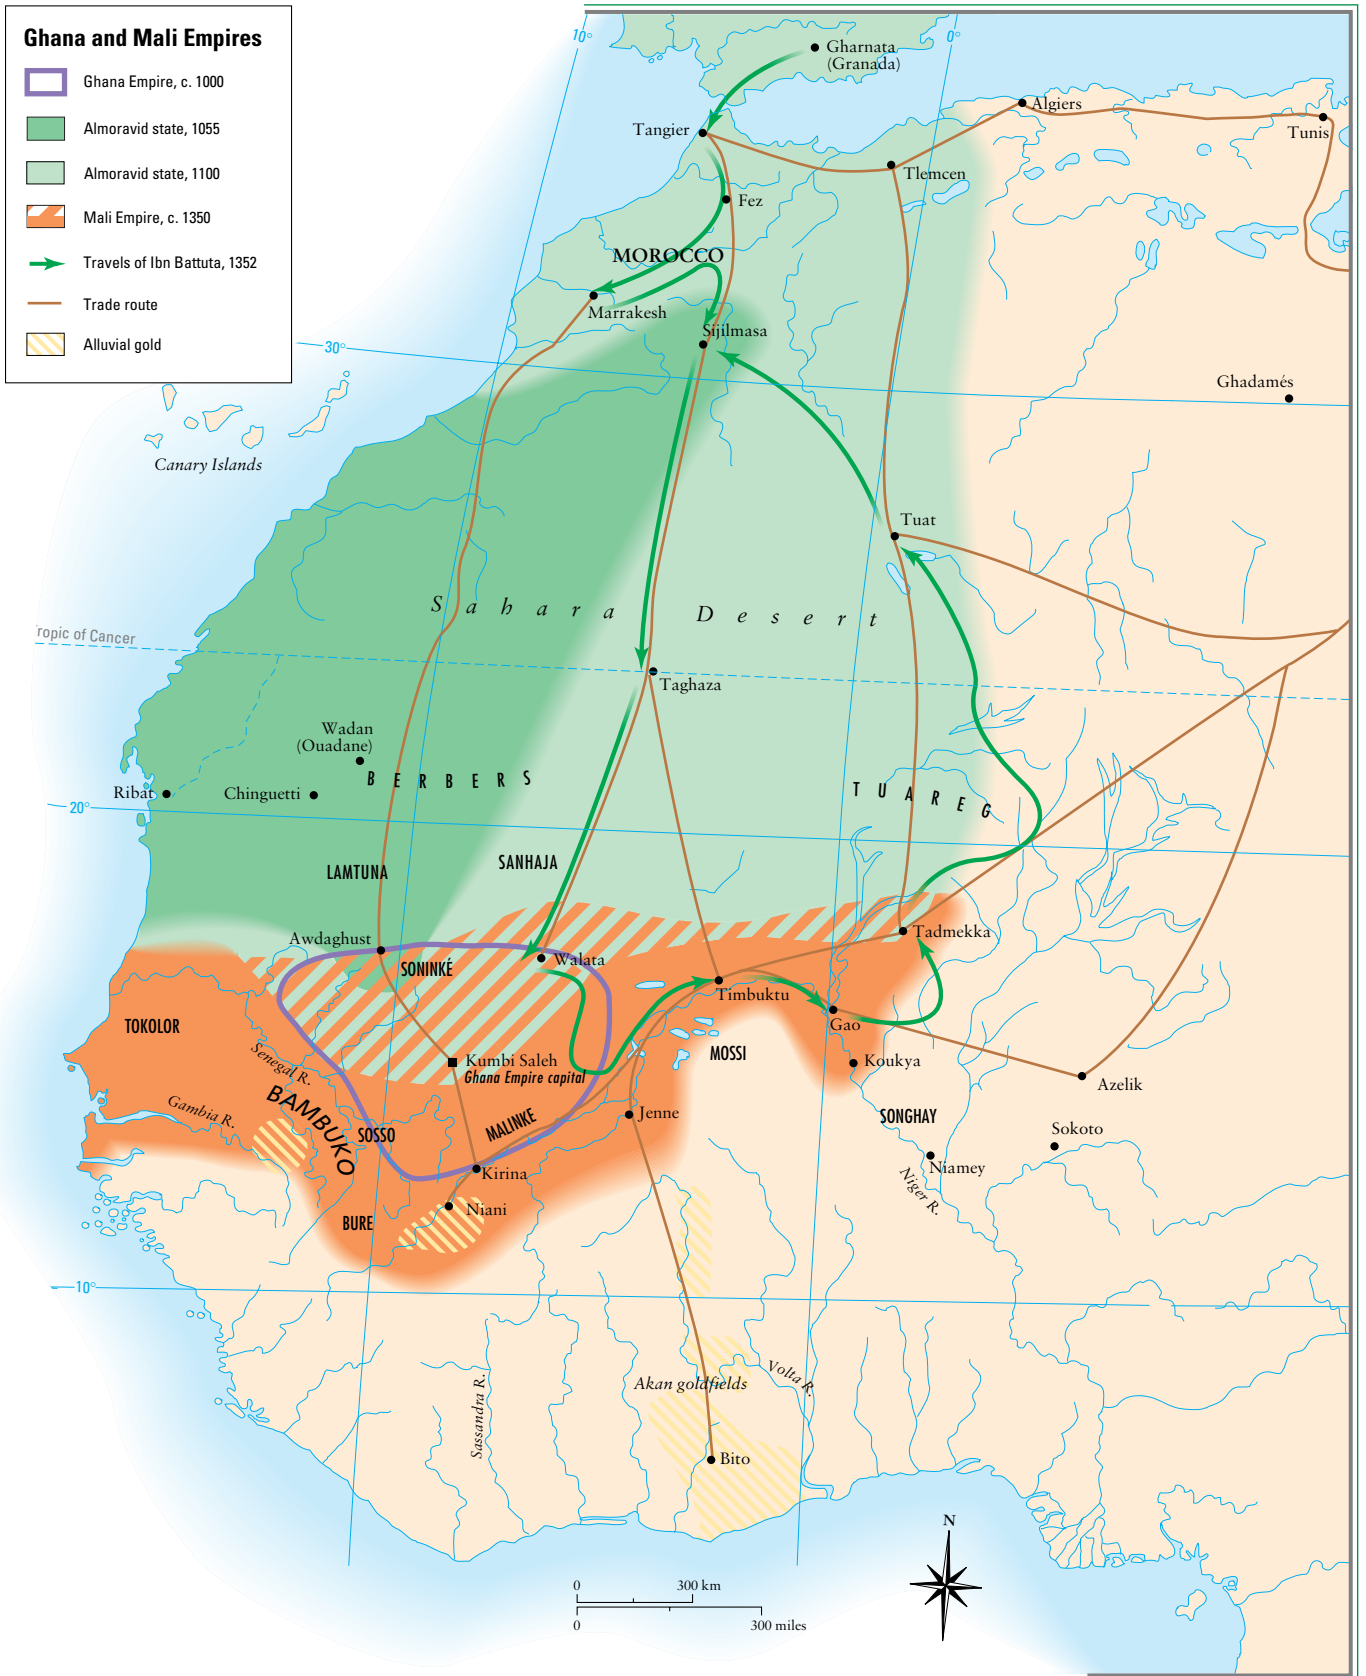 Ghana and Mali Empires
Ghana Empire, c. 1000
Almoravid state, 1055
Almoravid state, 1100
Mali Empire, c. 1350
Travels of Ibn Battuta, 1352
Trade route
Alluvial gold
10°
0°
Gharnata
(Granada)
Algiers
Tangier
Tunis
Tlemcen
Fez
MOROCCO
Marrakesh
Sijilmasa
30°
Ghadamés
Canary Islands
Tuat
Sahara Desert
ropic of Cancer
Taghaza
Wadan
(Ouadane)
BERBERS
Ribat
Chinguetti
TUAREG
20°
SANHAJA
LAMTUNA
Awdaghust
Tadmekka
Walata
SONINKÉ
Timbuktu
TOKOLOR
Gao
MOSSI
Senegal R.
Kumbi Saleh
Ghana Empire capital
Koukya
Azelik
BAMBUKO
Gambia R.
Jenne
SONGHAY
MALINKE
SOSSO
Sokoto
Kirina
Niamey
Niger R.
Niani
BURE
10°
Volta R.
Akan goldfields
Sassandra R.
Bito
N
0 300 km
0 300 miles